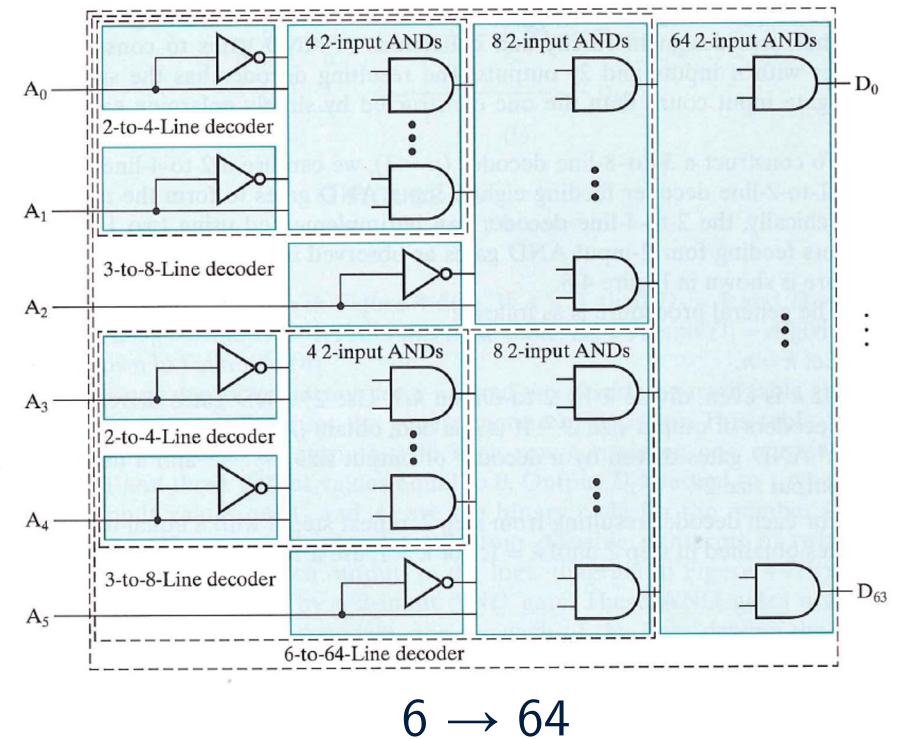 4 2-input ANDs 8 2-input ANDs 64 2-input ANDs
A0 D0
2-to-4-Line decoder
A1
3-to-8-Line decoder
A2
4 2-input ANDs 8 2-input ANDs
A3
2-to-4-Line decoder
A4
3-to-8-Line decoder
D63
A5
6-to-64-Line decoder
6 → 64